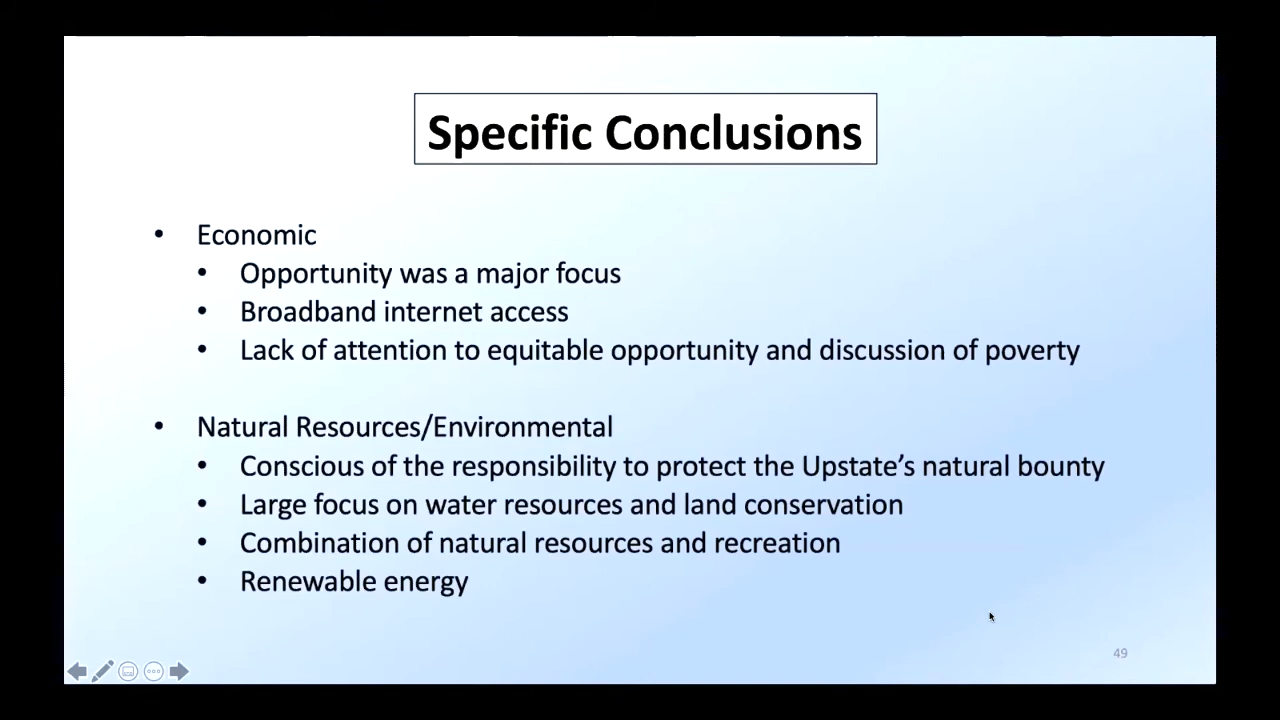 Specific Conclusions
• Economic
• Opportunity was a major focus
• Broadband internet access
• Lack of attention to equitable opportunity and discussion of poverty
• Natural Resources/Environmental
• Conscious of the responsibility to protect the Upstate’s natural bounty
• Large focus on water resources and land conservation
• Combination of natural resources and recreation
• Renewable energy
49